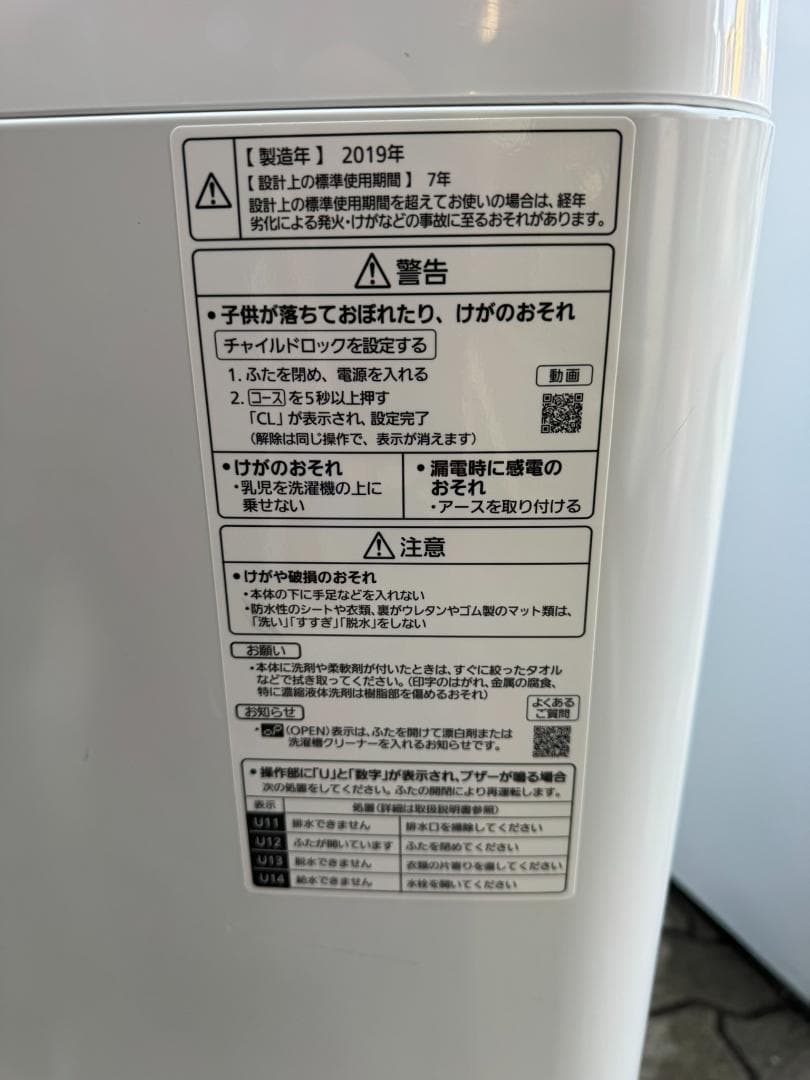 【 製造年 】 2019年
【 設計上の標準使用期間 】 7年
設計上の標準使用期間を超えてお使いの場合は、経年
劣化による発火・けがなどの事故に至るおそれがあります。
警告
• 子供が落ちておぼれたり、けがのおそれ
チャイルドロックを設定する
1. ふたを閉め、電源を入れる
動画
2. コースを5秒以上押す
「CL」が表示され、設定完了
(解除は同じ操作で、表示が消えます)
• けがのおそれ
・乳児を洗濯機の上に
乗せない
• 漏電時に感電の
おそれ
・アースを取り付ける
注意
• けがや破損のおそれ
・本体の下に手足などを入れない
・防水性のシートや衣類、裏がウレタンやゴム製のマット類は、
「洗い」「すすぎ」「脱水」をしない
お願い
・本体に洗剤や柔軟剤が付いたときは、すぐに絞ったタオル
などで拭き取ってください。(印字のはがれ、金属の腐食、
特に濃縮液体洗剤は樹脂部を傷めるおそれ)
よくある
ご質問
お知らせ
・oP(OPEN)表示は、ふたを開けて漂白剤または
洗濯槽クリーナーを入れるお知らせです。
• 操作部に「U」と「数字」が表示され、ブザーが鳴る場合
次の処置をしてください。ふたの開閉により再運転します。
表示 処置(詳細は取扱説明書参照)
U11 排水できません 排水口を掃除してください
U12 ふたが開いています ふたを閉めてください
U13 脱水できません 衣類の片寄りを直してください
U14 給水できません 水栓を開いてください